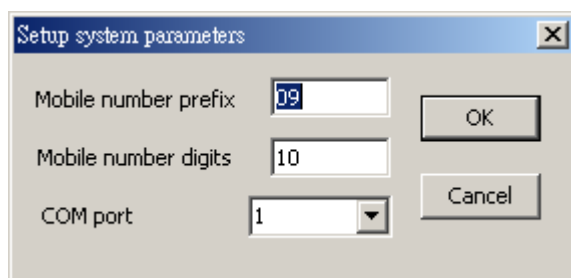 Setup system parameters
Mobile number prefix 09
OK
Mobile number digits 10
Cancel
COM port 1